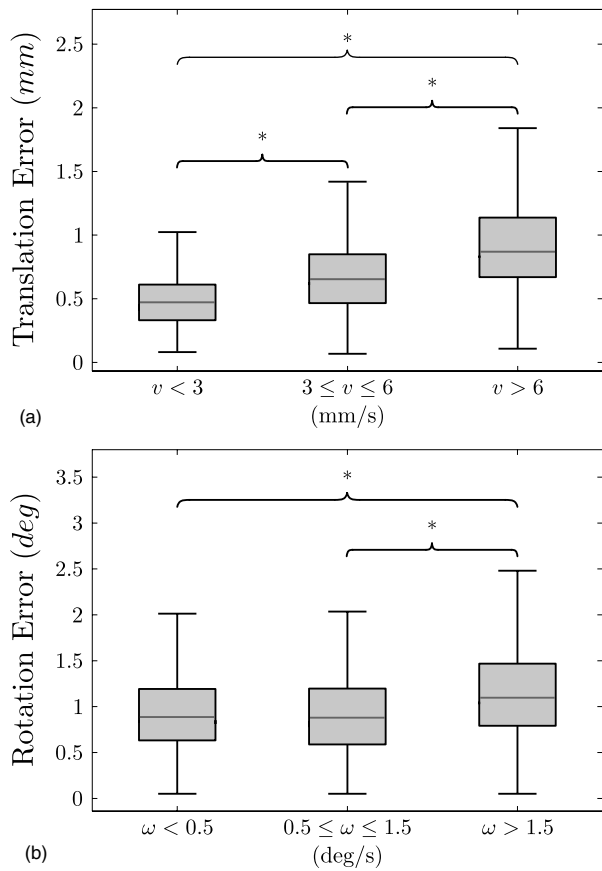 Translation Error (mm)
2.5
2
1.5
1
0.5
0
*
*
*
v < 3
3 ≤ v ≤ 6
v > 6
(a)
(mm/s)
Rotation Error (deg)
3.5
3
2.5
2
1.5
1
0.5
0
*
*
ω < 0.5
0.5 ≤ ω ≤ 1.5
ω > 1.5
(b)
(deg/s)